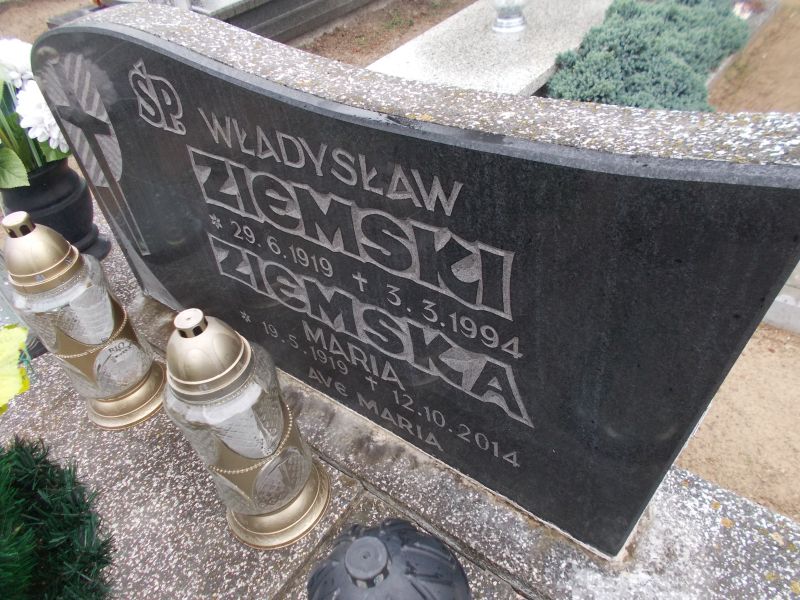 ŚP.
WŁADYSŁAW
ZIEMSKI
* 29.6.1919 † 3.3.1994
ZIEMSKA
MARIA
* 19.5.1919 † 12.10.2014
AVE MARIA